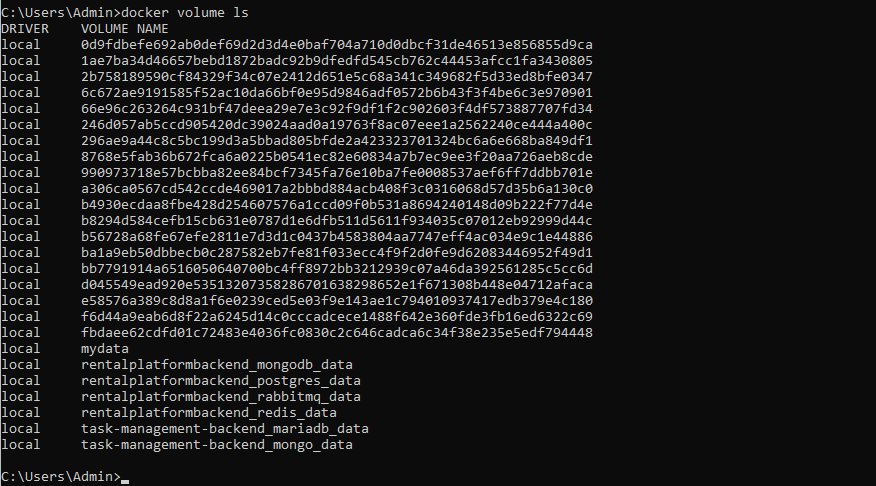 C:\Users\Admin>docker volume ls
DRIVER    VOLUME NAME
local     0d9fdbefe692ab0def69d2d3d4e0baf704a710d0dbcf31de46513e856855d9ca
local     1ae7ba34d46657bebd1872badc92b9dfedfd545cb762c44453afcc1fa3430805
local     2b758189590cf84329f34c07e2412d651e5c68a341c349682f5d33ed8bfe0347
local     6c672ae9191585f52ac10da66bf0e95d9846adf0572b6b43f3f4be6c3e970901
local     66e96c263264c931bf47deea29e7e3c92f9df1f2c902603f4df573887707fd34
local     246d057ab5ccd905420dc39024aad0a19763f8ac07eee1a2562240ce444a400c
local     296ae9a44c8c5bc199d3a5bbad805bfde2a423323701324bc6a6e668ba849df1
local     8768e5fab36b672fca6a0225b0541ec82e60834a7b7ec9ee3f20aa726aeb8cde
local     990973718e57bcbba82ee84bcf7345fa76e10ba7fe0008537aef6ff7ddbb701e
local     a306ca0567cd542ccde469017a2bbbd884acb408f3c0316068d57d35b6a130c0
local     b4930ecdaa8fbe428d254607576a1ccd09f0b531a8694240148d09b222f77d4e
local     b8294d584cefb15cb631e0787d1e6dfb511d5611f934035c07012eb92999d44c
local     b56728a68fe67efe2811e7d3d1c0437b4583804aa7747eff4ac034e9c1e44886
local     ba1a9eb50dbbecb0c287582eb7fe81f033ecc4f9f2d0fe9d62083446952f49d1
local     bb7791914a6516050640700bc4ff8972bb3212939c07a46da392561285c5cc6d
local     d045549ead920e53513207358286701638298652e1f671308b448e04712afaca
local     e58576a389c8d8a1f6e0239ced5e03f9e143ae1c794010937417edb379e4c180
local     f6d44a9eab6d8f22a6245d14c0cccadcece1488f642e360fde3fb16ed6322c69
local     fbdaee62cdfd01c72483e4036fc0830c2c646cadca6c34f38e235e5edf794448
local     mydata
local     rentalplatformbackend_mongodb_data
local     rentalplatformbackend_postgres_data
local     rentalplatformbackend_rabbitmq_data
local     rentalplatformbackend_redis_data
local     task-management-backend_mariadb_data
local     task-management-backend_mongo_data
C:\Users\Admin>